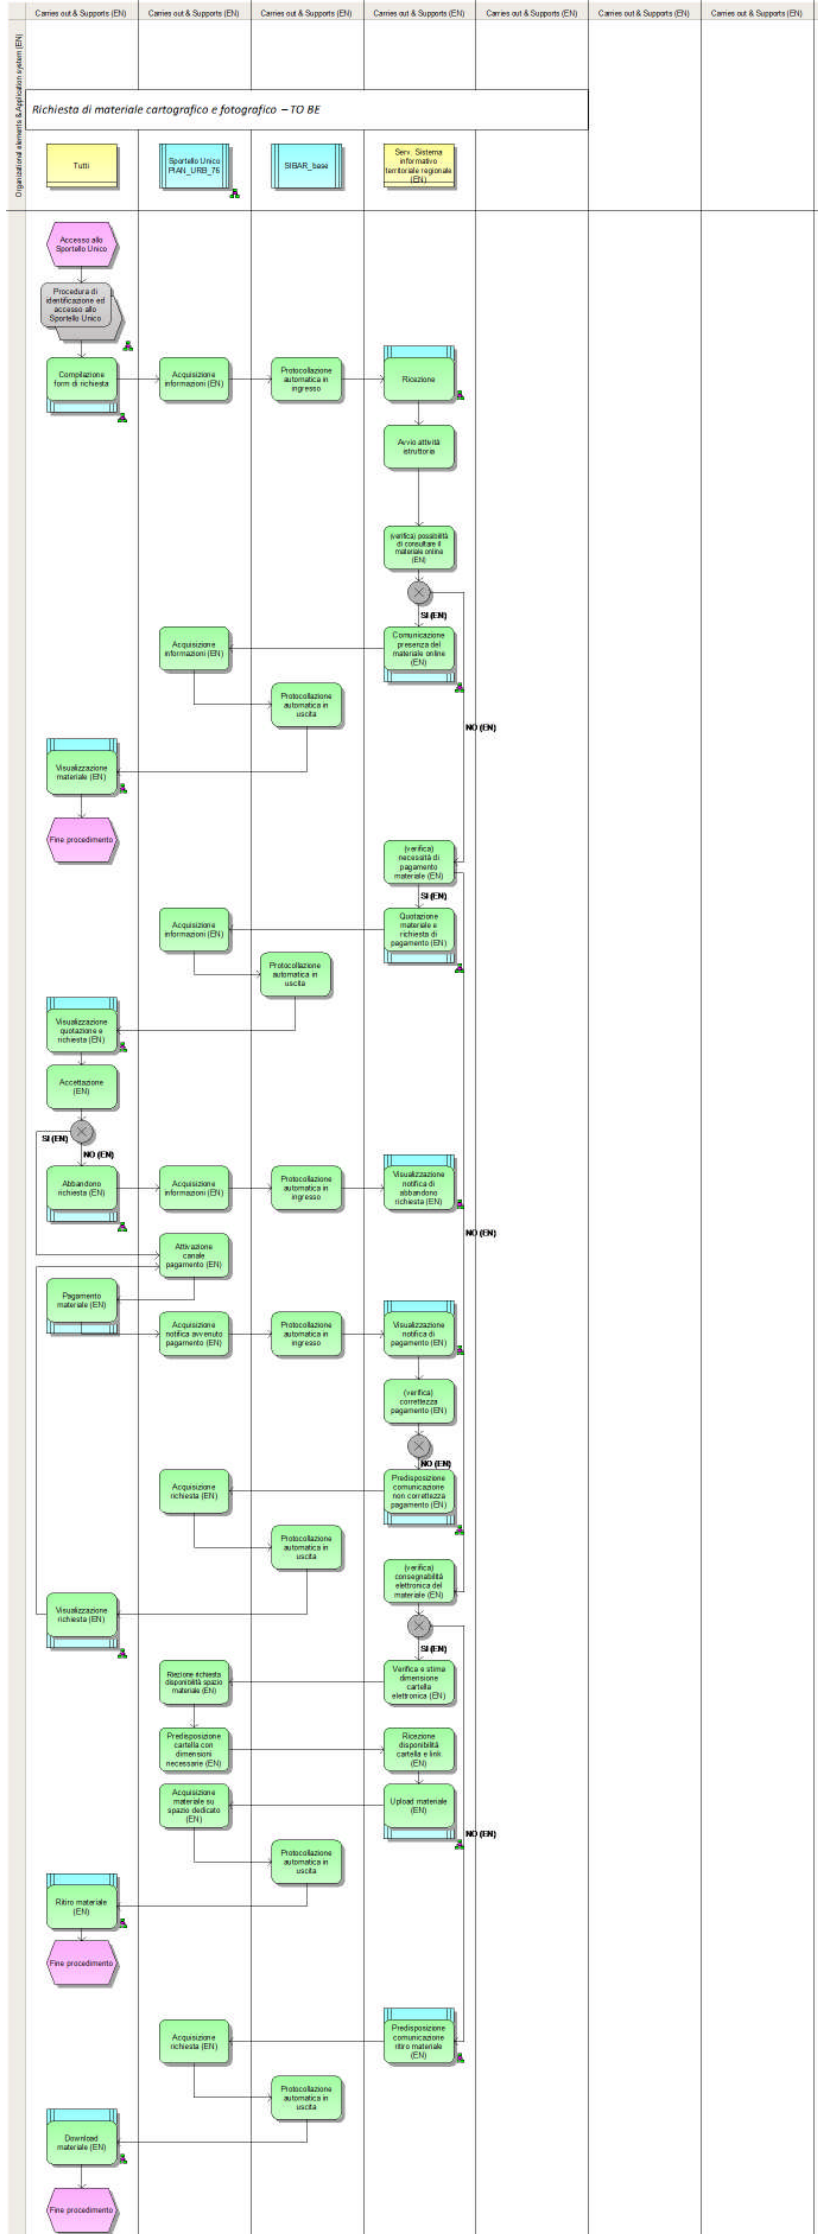 Carries out & Supports (EN)
Carries out & Supports (EN)
Carries out & Supports (EN)
Carries out & Supports (EN)
Carries out & Supports (EN)
Carries out & Supports (EN)
Carries out & Supports (EN)
Organizational elements & Application system (EN)
Richiesta di materiale cartografico e fotografico – TO BE
Tutti
Sportello Unico
PIAN_URB_76
SIBAR_base
Serv. Sistema
informativo
territoriale regionale
(EN)
Accesso allo
Sportello Unico
Procedura di
identificazione ed
accesso allo
Sportello Unico
Compilazione
form di richiesta
Acquisizione
informazioni (EN)
Protocollazione
automatica in
ingresso
Ricezione
Avvio attività
istruttoria
(verifica) possibilità
di consultare il
materiale online
(EN)
SI (EN)
Comunicazione
presenza del
materiale online
(EN)
Acquisizione
informazioni (EN)
Protocollazione
automatica in
uscita
NO (EN)
Visualizzazione
materiale (EN)
Fine procedimento
(verifica)
necessità di
pagamento
materiale (EN)
SI (EN)
Quotazione
materiale e
richiesta di
pagamento (EN)
Acquisizione
informazioni (EN)
Protocollazione
automatica in
uscita
Visualizzazione
quotazione e
richiesta (EN)
Accettazione
(EN)
SI (EN)
NO (EN)
Abbandono
richiesta (EN)
Acquisizione
informazioni (EN)
Protocollazione
automatica in
ingresso
Visualizzazione
notifica di
abbandono
richiesta (EN)
NO (EN)
Attivazione
canale
pagamento (EN)
Pagamento
materiale (EN)
Acquisizione
notifica avvenuto
pagamento (EN)
Protocollazione
automatica in
ingresso
Visualizzazione
notifica di
pagamento (EN)
(verifica)
correttezza
pagamento (EN)
NO (EN)
Predisposizione
comunicazione
non correttezza
pagamento (EN)
Acquisizione
richiesta (EN)
Protocollazione
automatica in
uscita
(verifica)
consegnabilità
elettronica del
materiale (EN)
Visualizzazione
richiesta (EN)
SI (EN)
Verifica e stima
dimensione
cartella
elettronica (EN)
Riezione richiesta
disponibilità spazio
materiale (EN)
Predisposizione
cartella con
dimensioni
necessarie (EN)
Ricezione
disponibilità
cartella e link
(EN)
Upload materiale
(EN)
Acquisizione
materiale su
spazio dedicato
(EN)
NO (EN)
Protocollazione
automatica in
uscita
Ritiro materiale
(EN)
Fine procedimento
Predisposizione
comunicazione
ritiro materiale
(EN)
Acquisizione
richiesta (EN)
Protocollazione
automatica in
uscita
Download
materiale (EN)
Fine procedimento